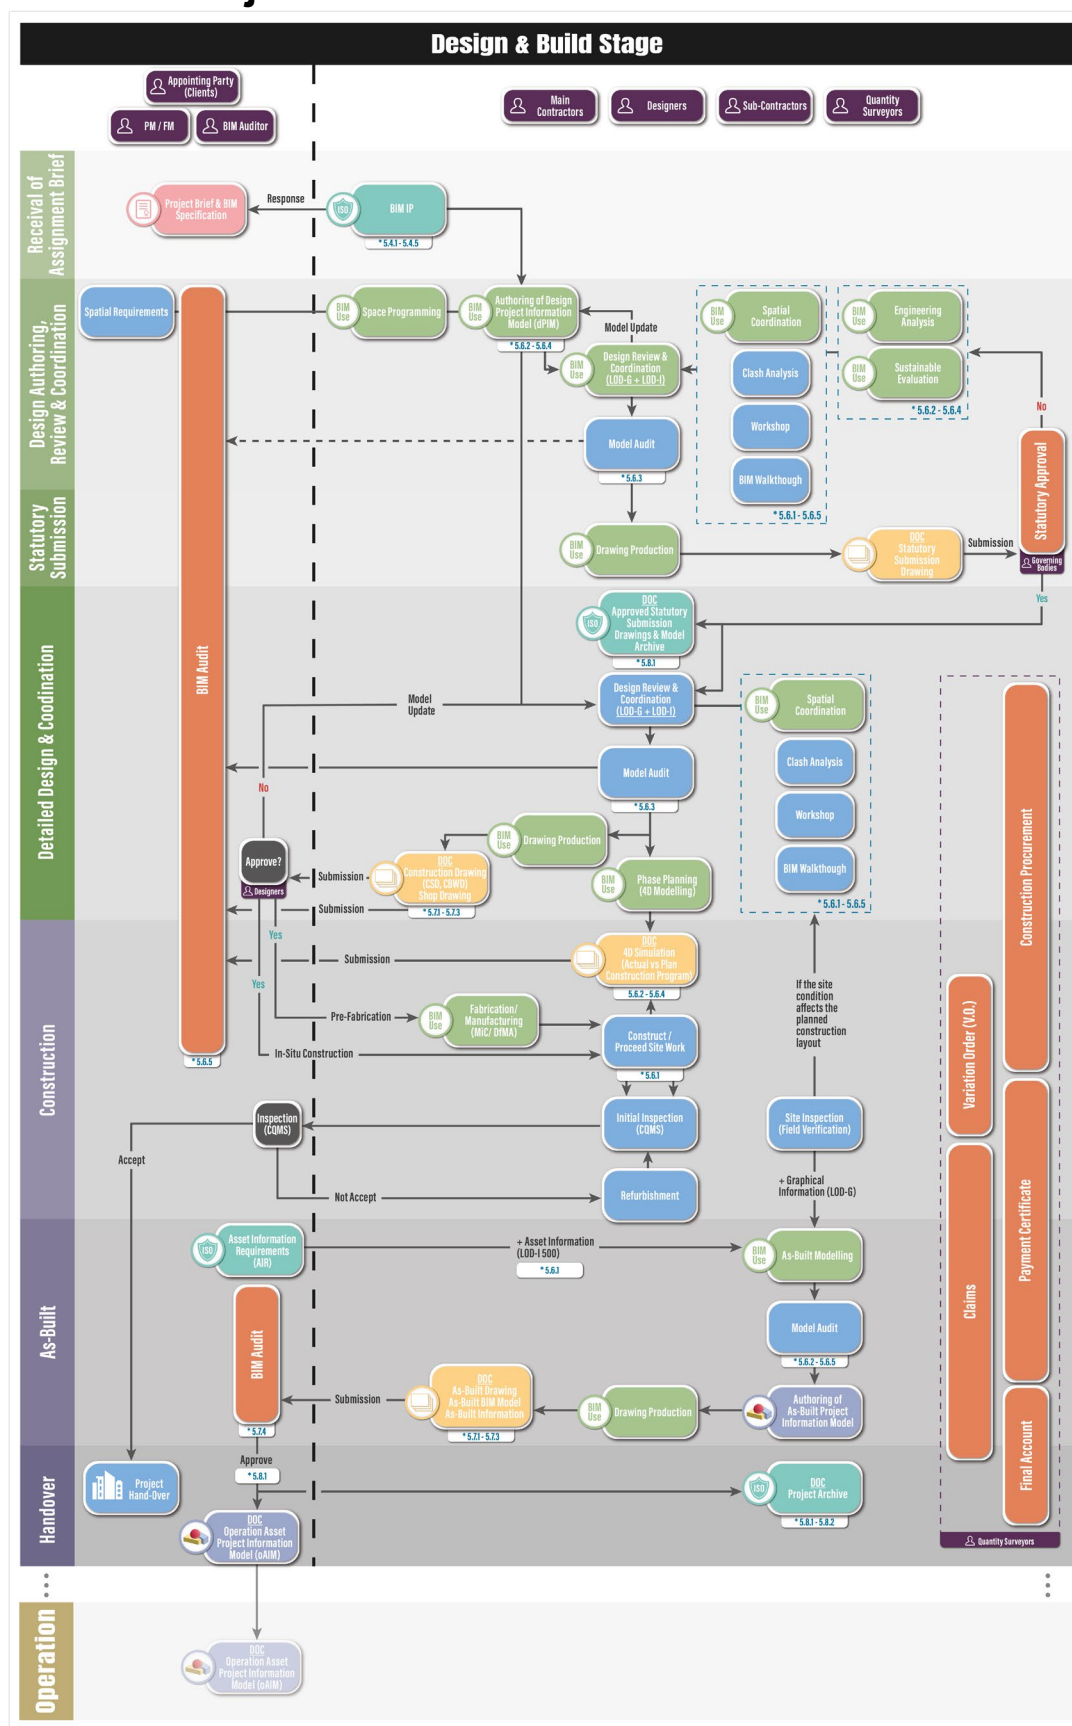 Design & Build Stage
Appointing Party
(Clients)
PM / FM
BIM Auditor
Main
Contractors
Designers
Sub-Contractors
Quantity
Surveyors
Receival of
Assignment Brief
Project Brief & BIM
Specification
Response
ISO
BIM IP
* 5.4.1 - 5.4.5
Design Authoring,
Review & Coordination
Spatial Requirements
BIM
Use
Space Programming
BIM
Use
Authoring of Design
Project Information
Model (dPIM)
* 5.6.2 - 5.6.4
Model Update
BIM
Use
Design Review &
Coordination
(LOD-G + LOD-I)
Model Audit
* 5.6.3
BIM
Use
Spatial
Coordination
Clash Analysis
Workshop
BIM Walkthough
* 5.6.1 - 5.6.5
BIM
Use
Engineering
Analysis
BIM
Use
Sustainable
Evaluation
* 5.6.2 - 5.6.4
No
Statutory Approval
Governing
Bodies
Yes
Statutory
Submission
BIM
Use
Drawing Production
DOC
Statutory
Submission
Drawing
Submission
Detailed Design & Coodination
BIM Audit
* 5.6.5
ISO
DOC
Approved Statutory
Submission
Drawings & Model
Archive
* 5.8.1
Model
Update
Design Review &
Coordination
(LOD-G + LOD-I)
Model Audit
* 5.6.3
BIM
Use
Spatial
Coordination
Clash Analysis
Workshop
BIM Walkthough
* 5.6.1 - 5.6.5
No
Approve?
Designers
Submission
DOC
Construction Drawing
(CSD, CBWD)
Shop Drawing
* 5.7.1 - 5.7.3
Submission
BIM
Use
Drawing Production
BIM
Use
Phase Planning
(4D Modelling)
Yes
Yes
Construction
Submission
DOC
4D Simulation
(Actual vs Plan
Construction Program)
5.6.2 - 5.6.4
Pre-Fabrication
BIM
Use
Fabrication/
Manufacturing
(MiC/ DfMA)
In-Situ Construction
Construct /
Proceed Site Work
* 5.6.1
If the site
condition
affects the
planned
construction
layout
Inspection
(CQMS)
Initial Inspection
(CQMS)
Site Inspection
(Field Verification)
Accept
Not Accept
Refurbishment
+ Graphical
Information (LOD-G)
Construction Procurement
Variation Order (V.O.)
Payment Certificate
Claims
Final Account
Quantity Surveyors
As-Built
ISO
Asset Information
Requirements
(AIR)
+ Asset Information
(LOD-I 500)
* 5.6.1
BIM
Use
As-Built Modelling
BIM Audit
* 5.7.4
Model Audit
* 5.6.2 - 5.6.5
Submission
DOC
As-Built Drawing
As-Built BIM Model
As-Built Information
* 5.7.1 - 5.7.3
BIM
Use
Drawing Production
Authoring of
As-Built Project
Information Model
Handover
Approve
* 5.8.1
Project
Hand-Over
ISO
DOC
Project Archive
* 5.8.1 - 5.8.2
DOC
Operation Asset
Project Information
Model (oAIM)
Operation
DOC
Operation Asset
Project Information
Model (oAIM)